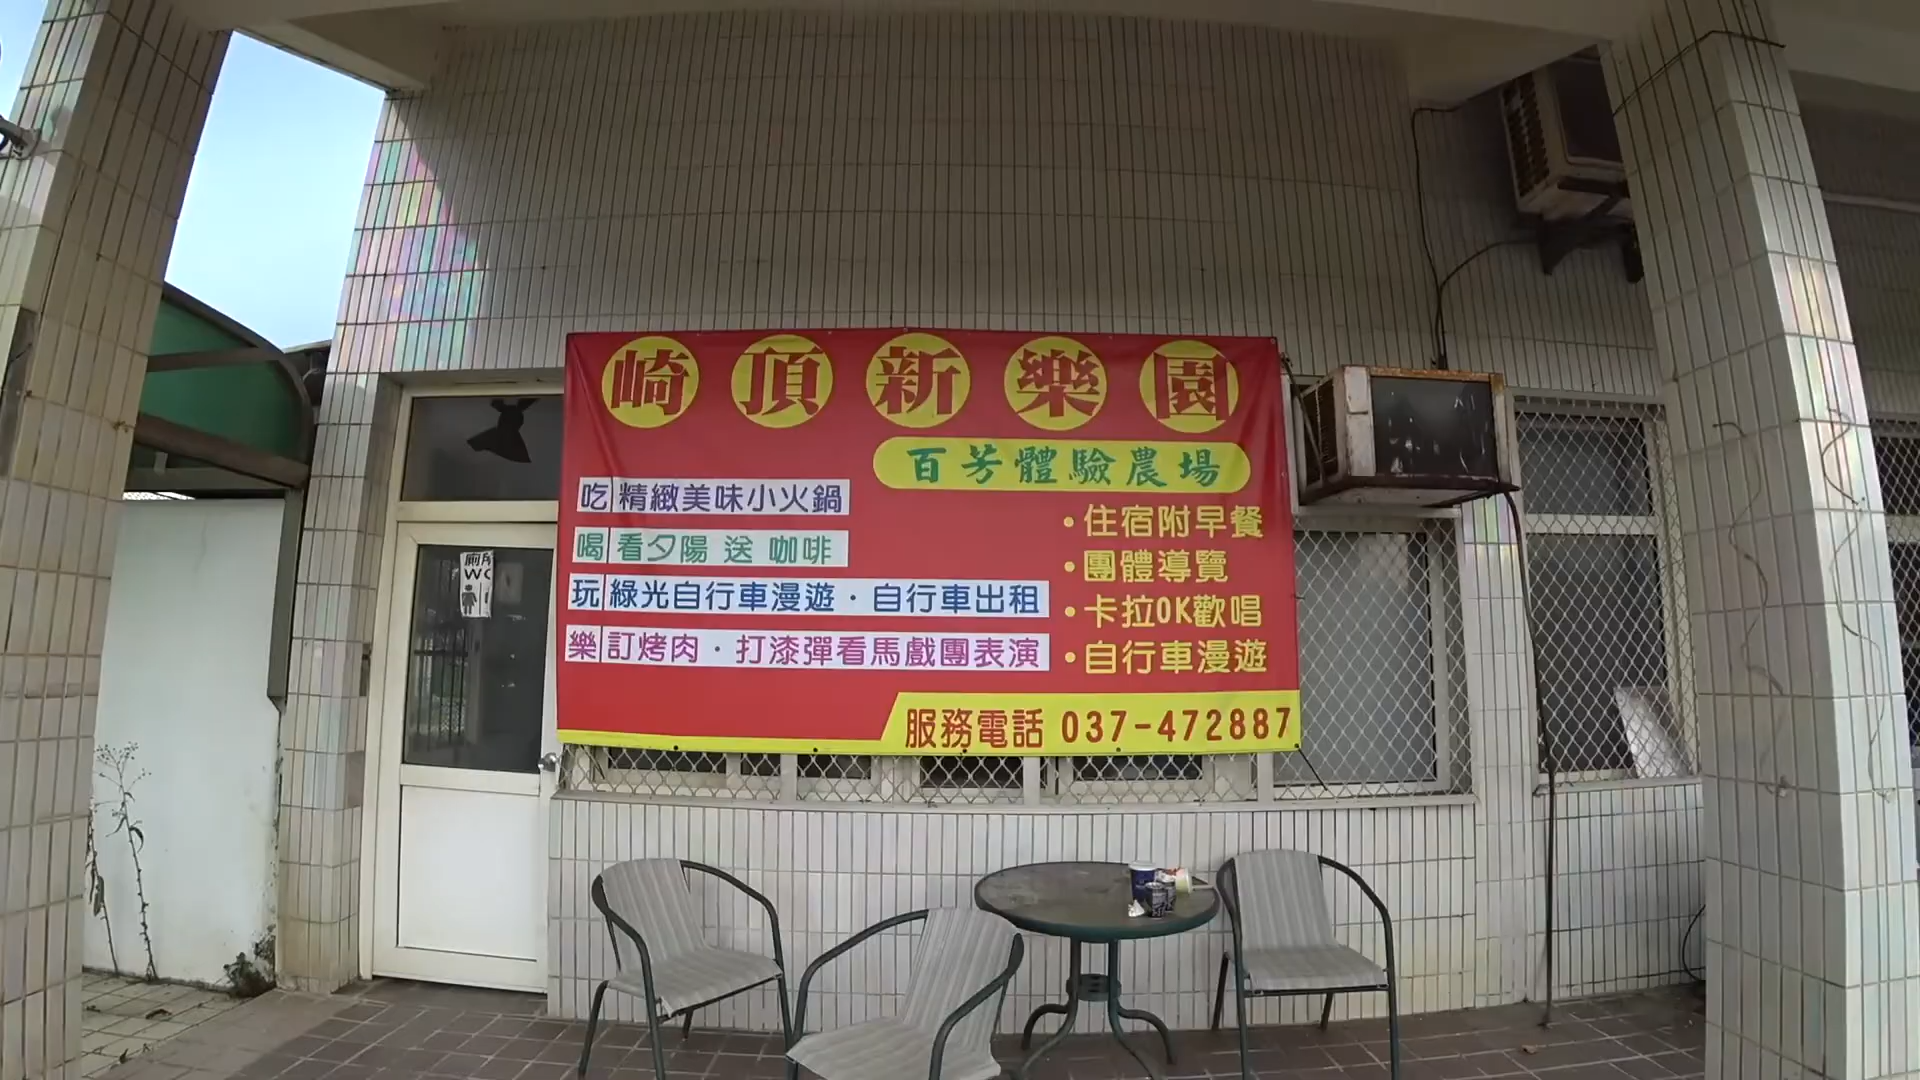 崎頂新樂園
百芳體驗農場
吃 精緻美味小火鍋
喝 看夕陽 送 咖啡
玩 綠光自行車漫遊·自行車出租
樂 訂烤肉·打漆彈看馬戲團表演
•住宿附早餐
•團體導覽
•卡拉OK歡唱
•自行車漫遊
服務電話 037-472887
廁所
WC